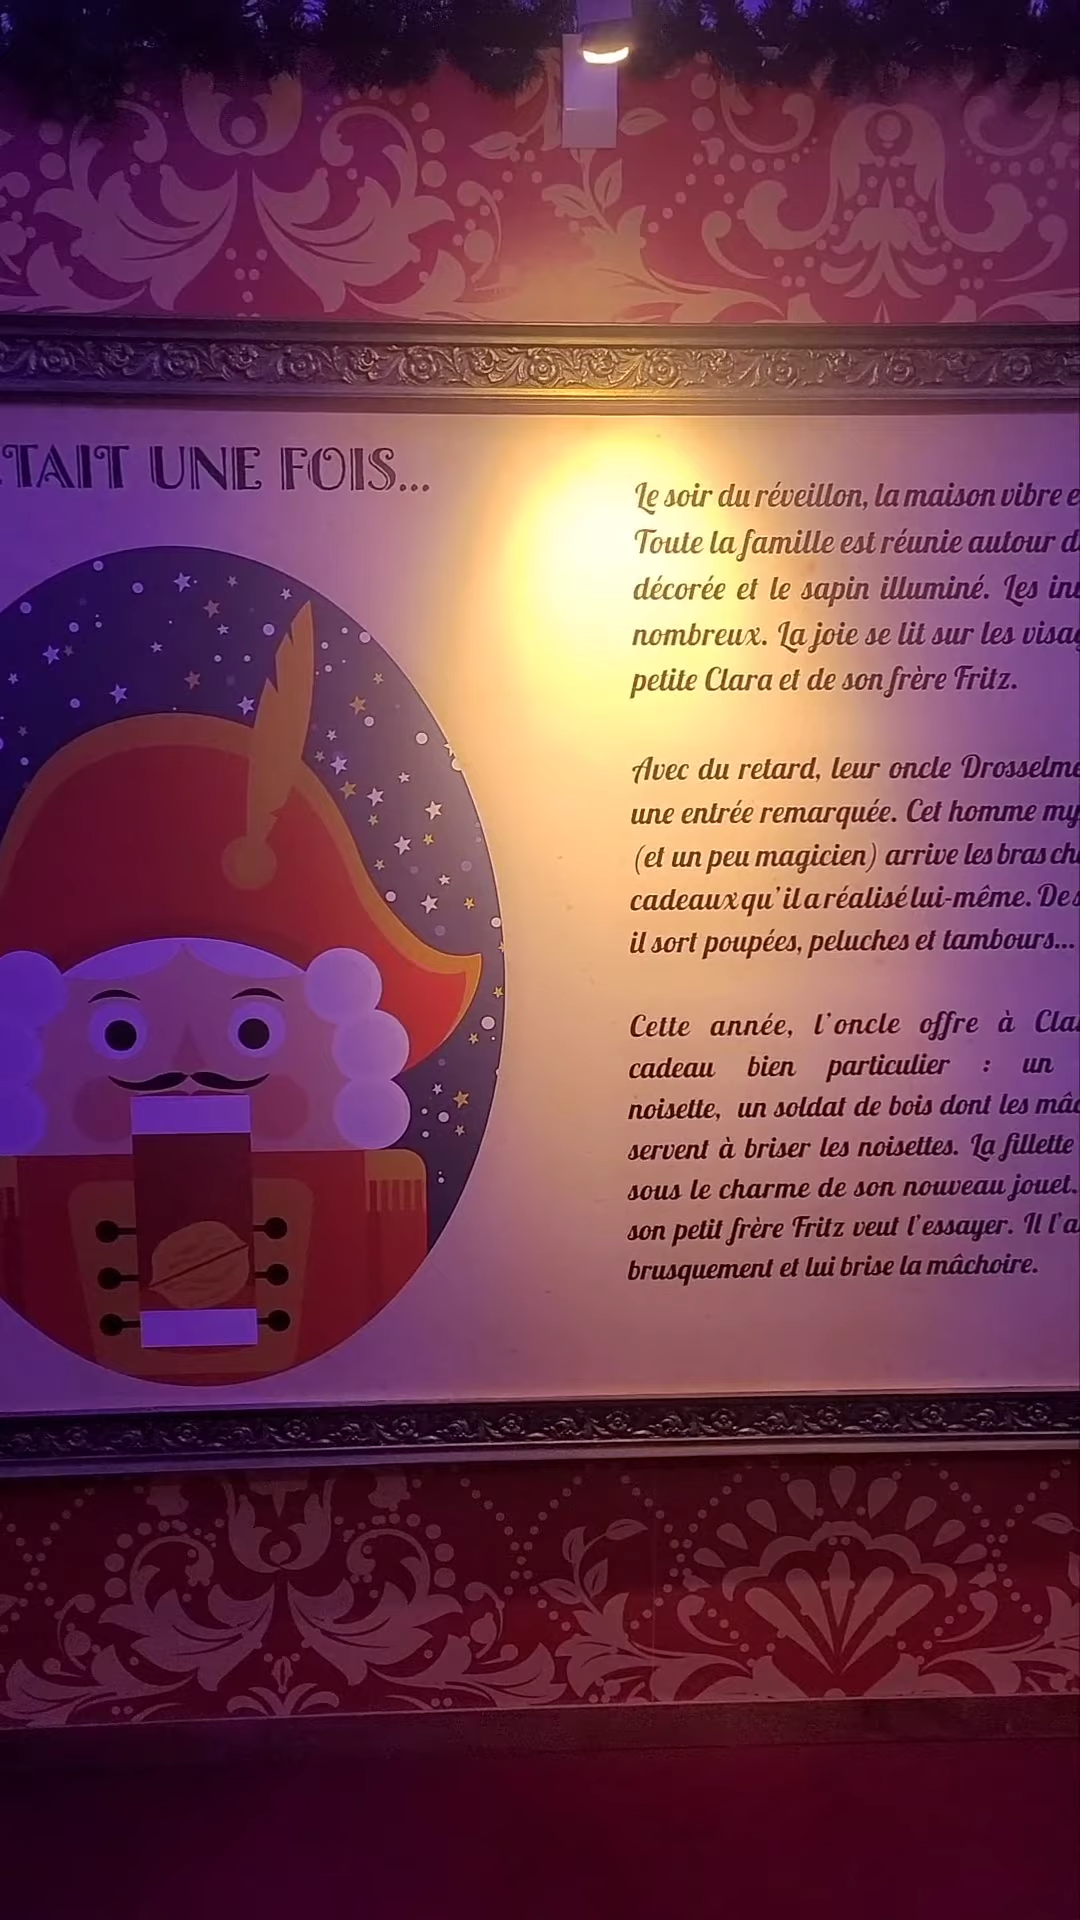 TAIT UNE FOIS...
Le soir du réveillon, la maison vibre
Toute la famille est réunie autour
décorée et le sapin illuminé. Les
nombreux. La joie se lit sur les
petite Clara et de son frère Fritz.
Avec du retard, leur oncle
une entrée remarquée. Cet homme
(et un peu magicien) arrive les bras
cadeaux qu'il a réalisé lui-même.
il sort poupées, peluches et tambours...
Cette année, l'oncle offre à
cadeau bien particulier : un
noisette, un soldat de bois dont les
servent à briser les noisettes. La fillette
sous le charme de son nouveau jouet.
son petit frère Fritz veut l'essayer. Il
brusquement et lui brise la mâchoire.